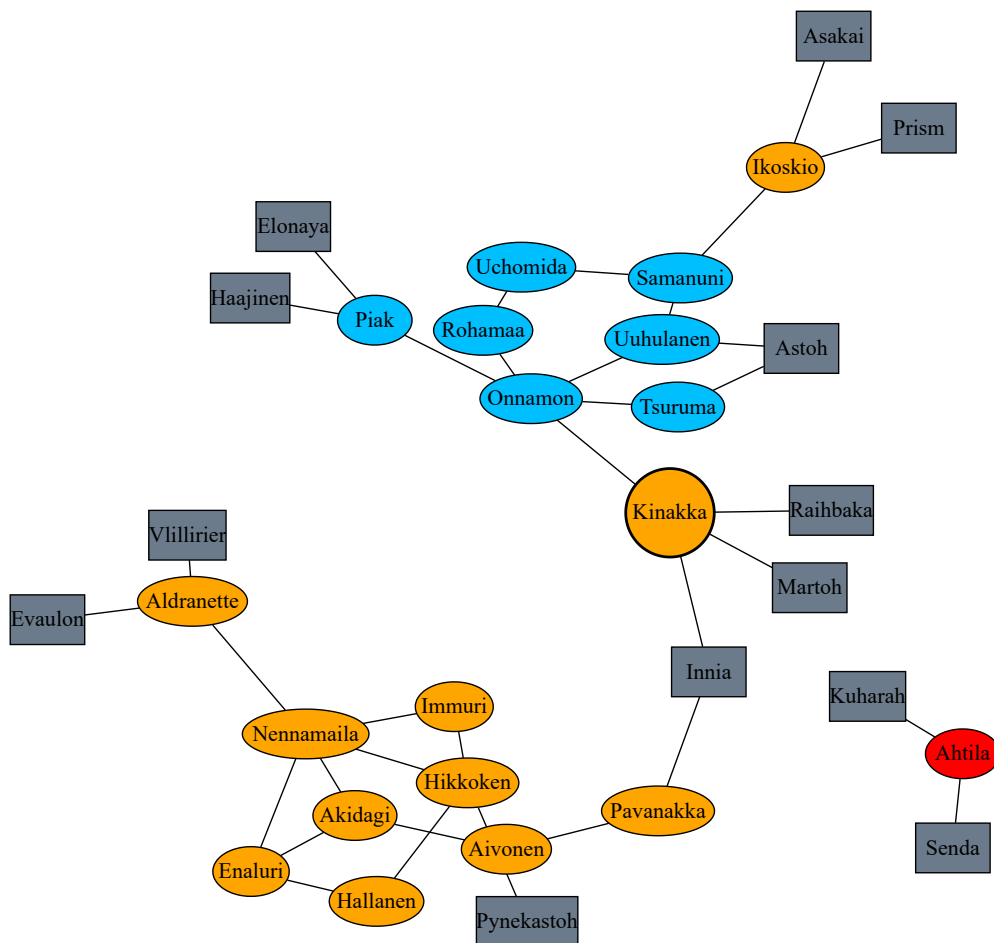 Asakai
Prism
Ikoskio
Elonaya
Uchomida
Samanuni
Haajinen
Piak
Rohamaa
Uuhulanen
Astoh
Onnamon
Tsuruma
Kinakka
Raihbaka
Vlillirier
Martoh
Aldranette
Evaulon
Innia
Kuharah
Immuri
Nennamaila
Ahtila
Hikkoken
Pavanakka
Akidagi
Aivonen
Senda
Enaluri
Hallanen
Pynekastoh